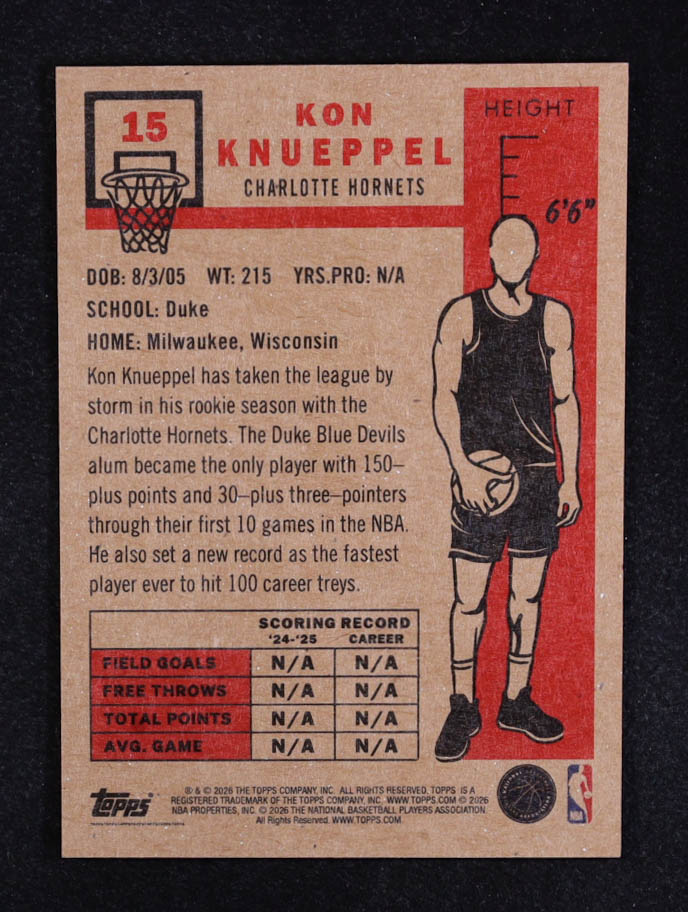 15
KON
KNUEPPEL
CHARLOTTE HORNETS
HEIGHT
6'6"
DOB: 8/3/05 WT: 215 YRS.PRO: N/A
SCHOOL: Duke
HOME: Milwaukee, Wisconsin
Kon Knueppel has taken the league by
storm in his rookie season with the
Charlotte Hornets. The Duke Blue Devils
alum became the only player with 150–
plus points and 30–plus three–pointers
through their first 10 games in the NBA.
He also set a new record as the fastest
player ever to hit 100 career treys.
SCORING RECORD
'24-'25 CAREER
FIELD GOALS N/A N/A
FREE THROWS N/A N/A
TOTAL POINTS N/A N/A
AVG. GAME N/A N/A
Topps
® & © 2026 THE TOPPS COMPANY, INC. ALL RIGHTS RESERVED. TOPPS IS A
REGISTERED TRADEMARK OF THE TOPPS COMPANY, INC. WWW.TOPPS.COM © 2026
NBA PROPERTIES, INC. © 2026 THE NATIONAL BASKETBALL PLAYERS ASSOCIATION.
All Rights Reserved. WWW.TOPPS.COM.